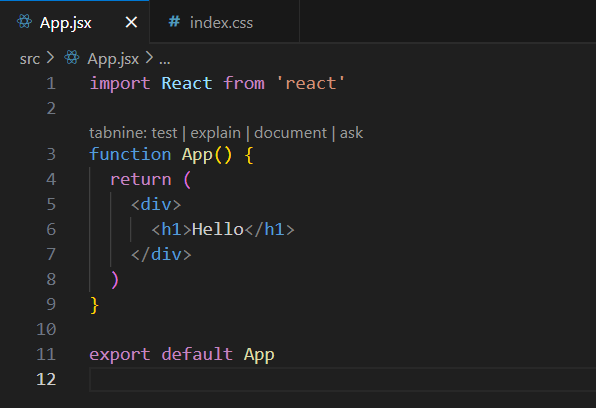 App.jsx × # index.css
src > App.jsx > ...
1 import React from 'react'
2
tabnine: test | explain | document | ask
3 function App() {
4   return (
5     <div>
6       <h1>Hello</h1>
7     </div>
8   )
9 }
10
11 export default App
12